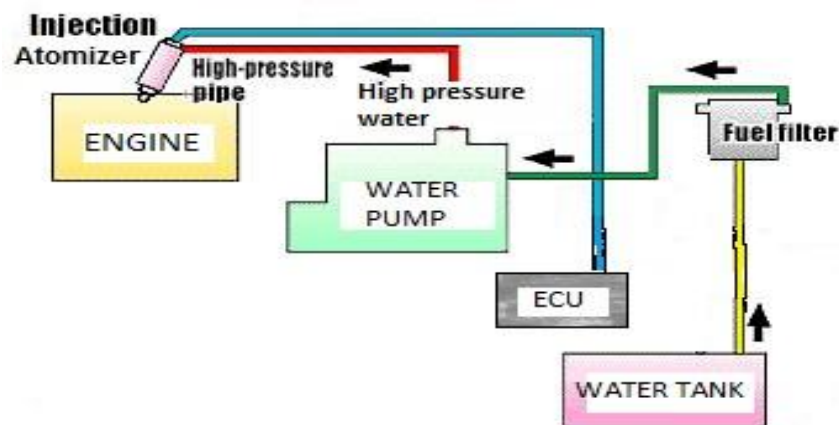 Injection
Atomizer
High-pressure
pipe
High pressure
water
ENGINE
Fuel filter
WATER
PUMP
ECU
WATER TANK